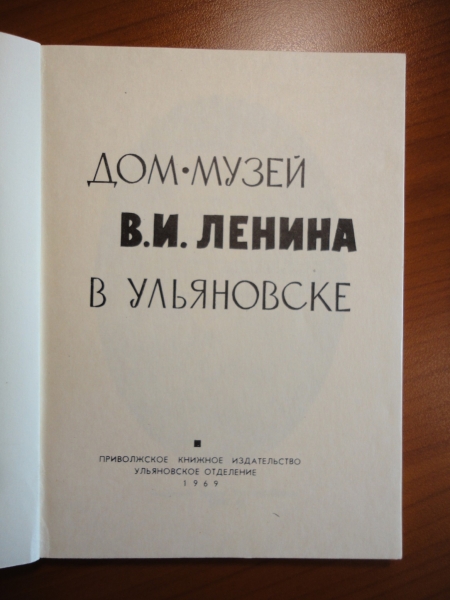 ДОМ•МУЗЕЙ
В.И. ЛЕНИНА
В УЛЬЯНОВСКЕ
ПРИВОЛЖСКОЕ КНИЖНОЕ ИЗДАТЕЛЬСТВО
УЛЬЯНОВСКОЕ ОТДЕЛЕНИЕ
1969